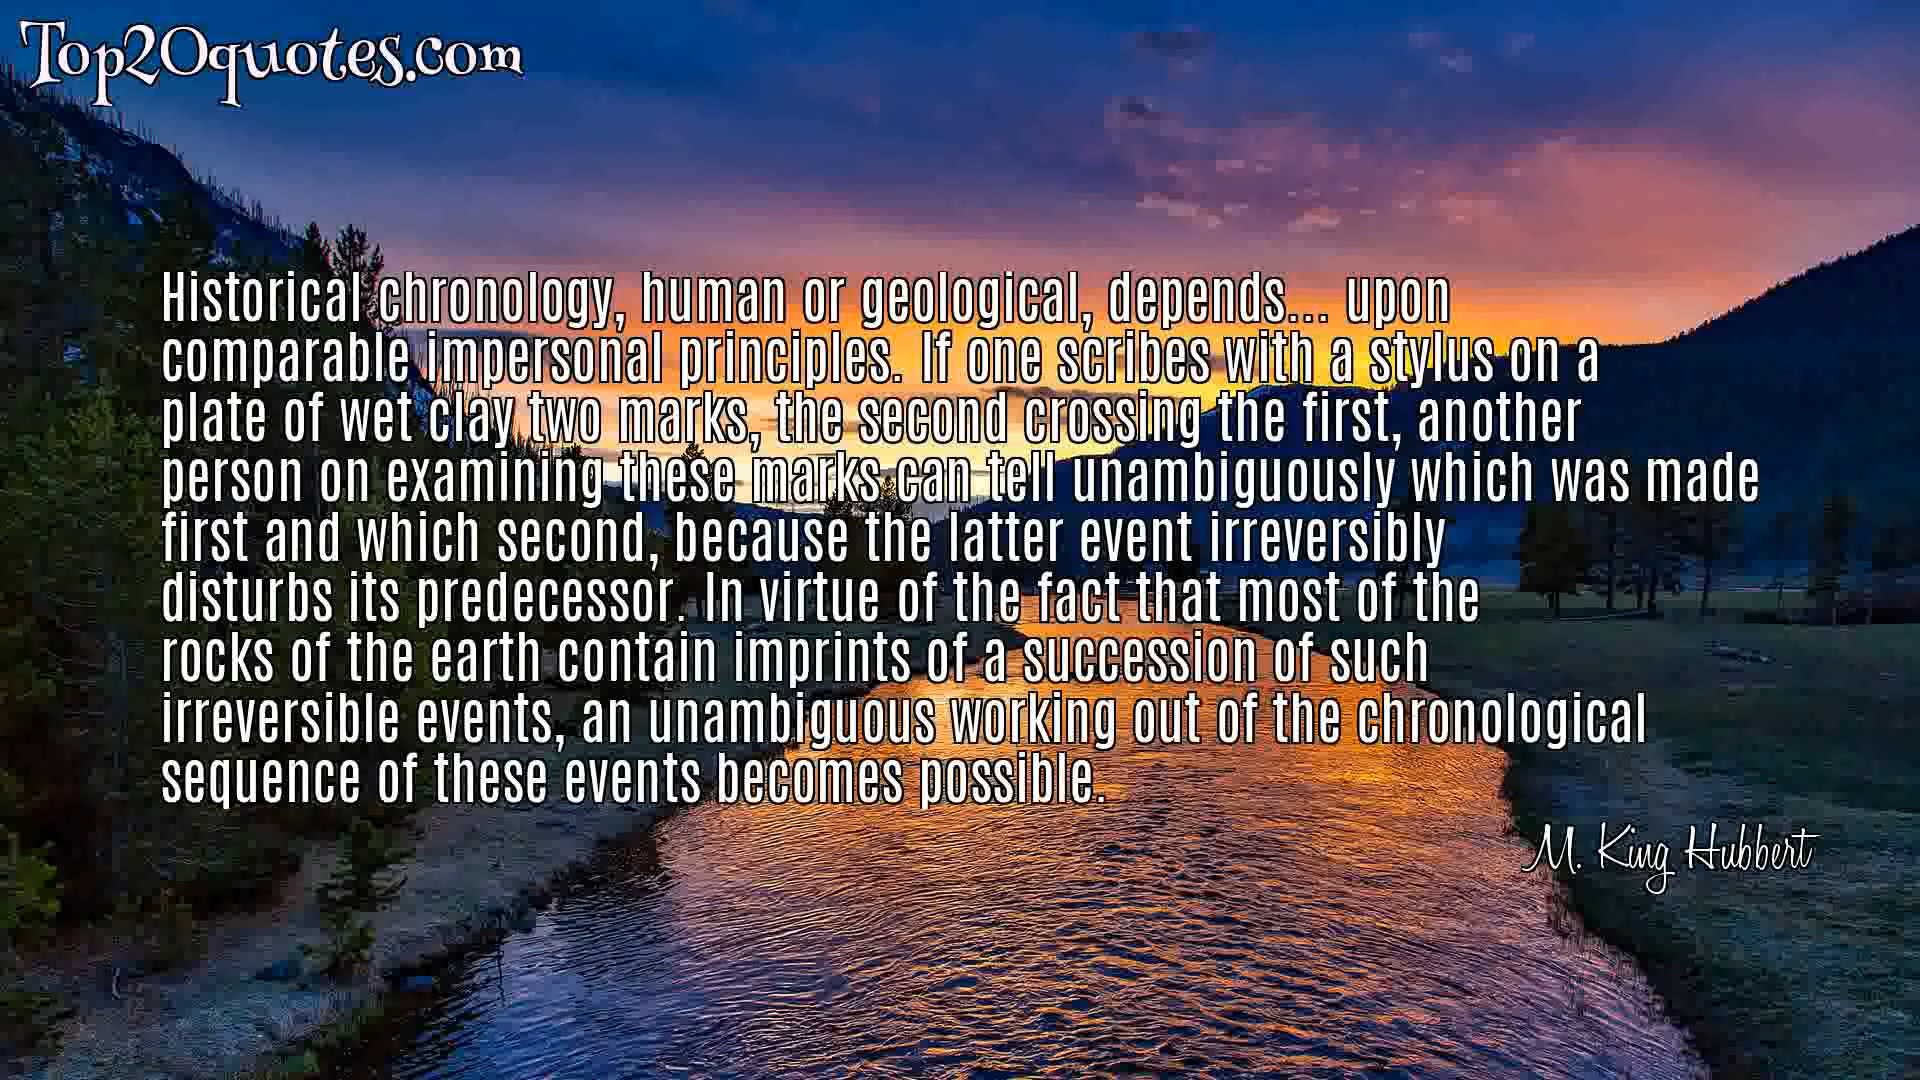 Top20quotes.com
Historical chronology, human or geological, depends... upon
comparable impersonal principles. If one scribes with a stylus on a
plate of wet clay two marks, the second crossing the first, another
person on examining these marks can tell unambiguously which was made
first and which second, because the latter event irreversibly
disturbs its predecessor. In virtue of the fact that most of the
rocks of the earth contain imprints of a succession of such
irreversible events, an unambiguous working out of the chronological
sequence of these events becomes possible.
M. King Hubbert